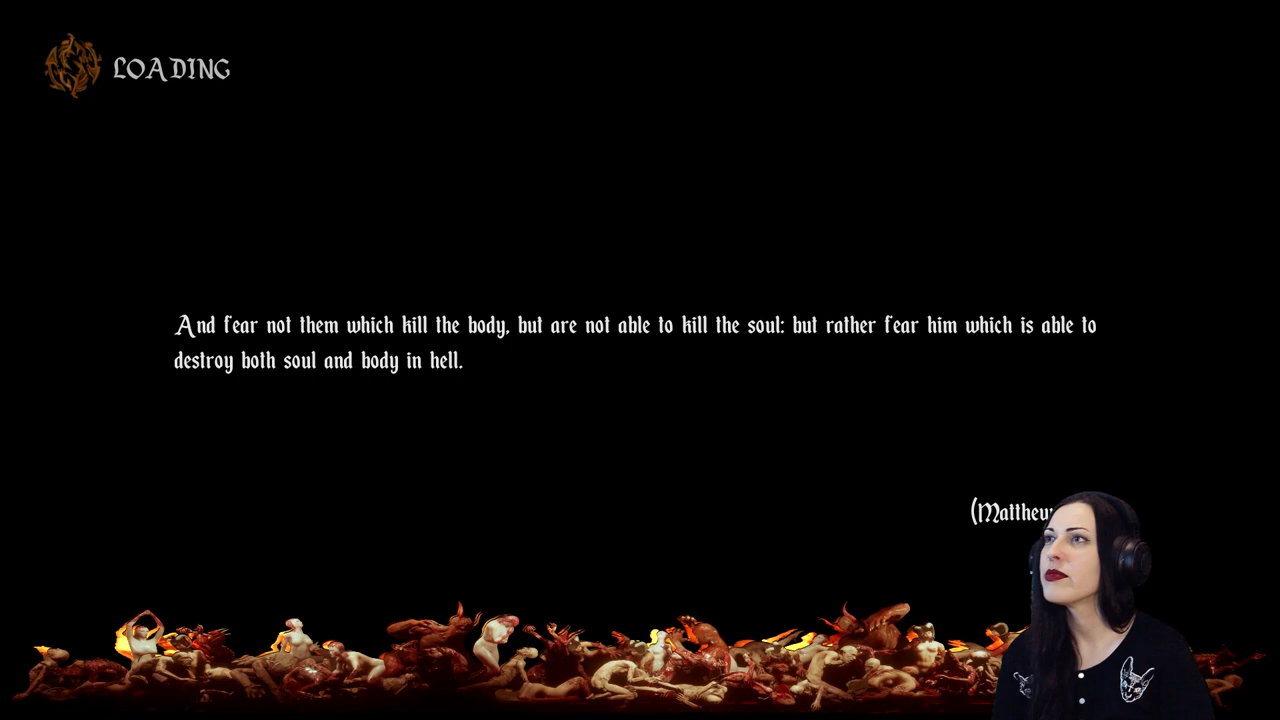 LOADING
And fear not them which kill the body, but are not able to kill the soul: but rather fear him which is able to
destroy both soul and body in hell.
(Matthew